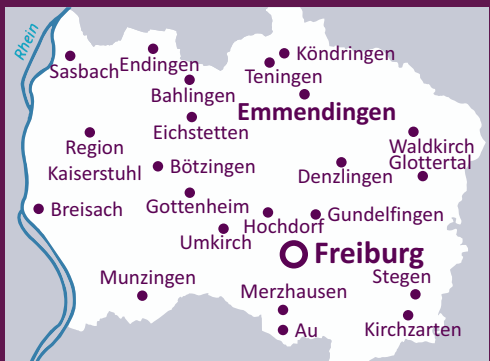 Rhein
Sasbach
Endingen
Köndringen
Teningen
Bahlingen
Emmendingen
Eichstetten
Region
Kaiserstuhl
Waldkirch
Glottertal
Bötzingen
Denzlingen
Breisach
Gottenheim
Hochdorf
Gundelfingen
Umkirch
Freiburg
Munzingen
Merzhausen
Stegen
Au
Kirchzarten